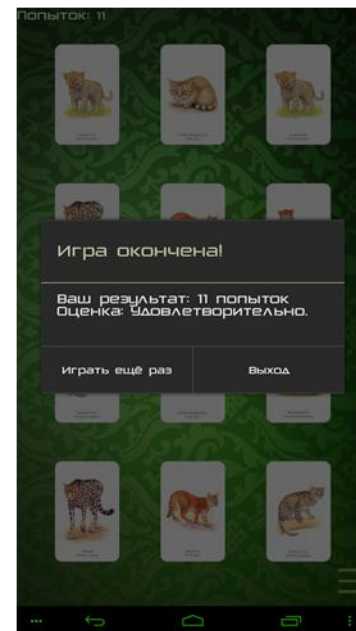 Попыток: 11
Игра окончена!
Ваш результат: 11 попыток
Оценка: Удовлетворительно.
Играть ещё раз
Выход